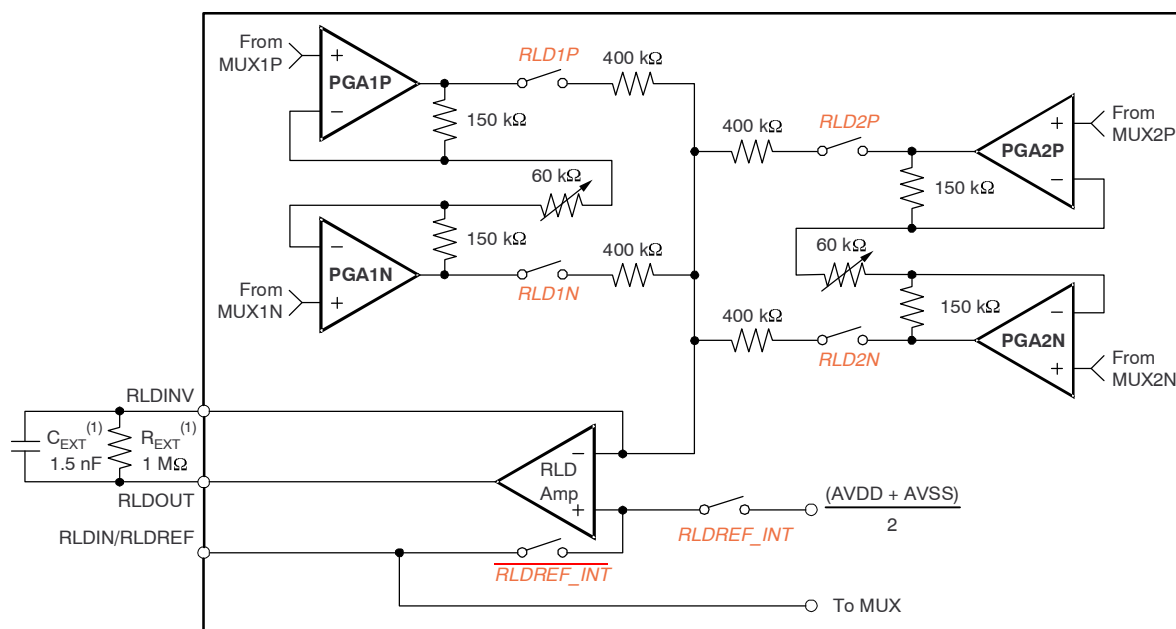 From
MUX1P
+
PGA1P
−
RLD1P
400 kΩ
150 kΩ
60 kΩ
−
PGA1N
+
150 kΩ
RLD1N
400 kΩ
From
MUX1N
400 kΩ
RLD2P
+
PGA2P
−
From
MUX2P
150 kΩ
60 kΩ
400 kΩ
RLD2N
150 kΩ
−
PGA2N
+
From
MUX2N
RLDINV
C_EXT (1)
1.5 nF
R_EXT (1)
1 MΩ
RLDOUT
−
RLD
Amp
+
RLDIN/RLDREF
RLDREF_INT
RLDREF_INT
(AVDD + AVSS)
2
To MUX